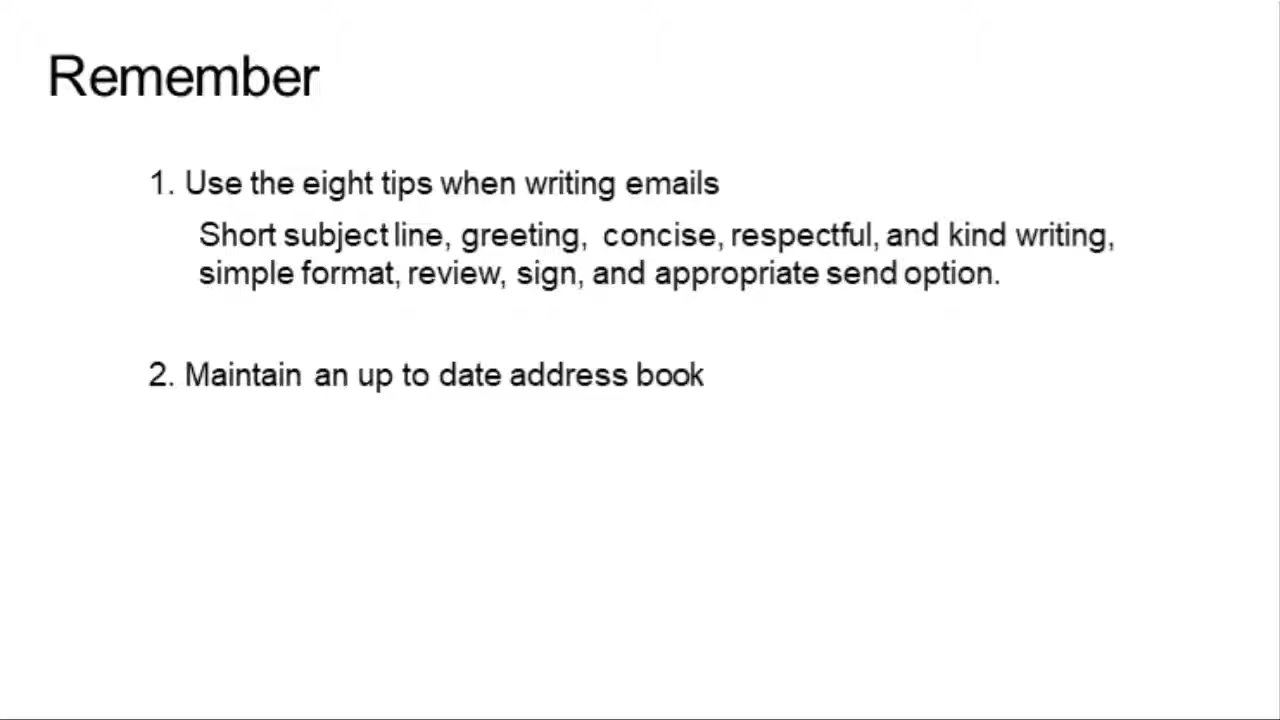 Remember
1. Use the eight tips when writing emails
Short subject line, greeting, concise, respectful, and kind writing,
simple format, review, sign, and appropriate send option.
2. Maintain an up to date address book